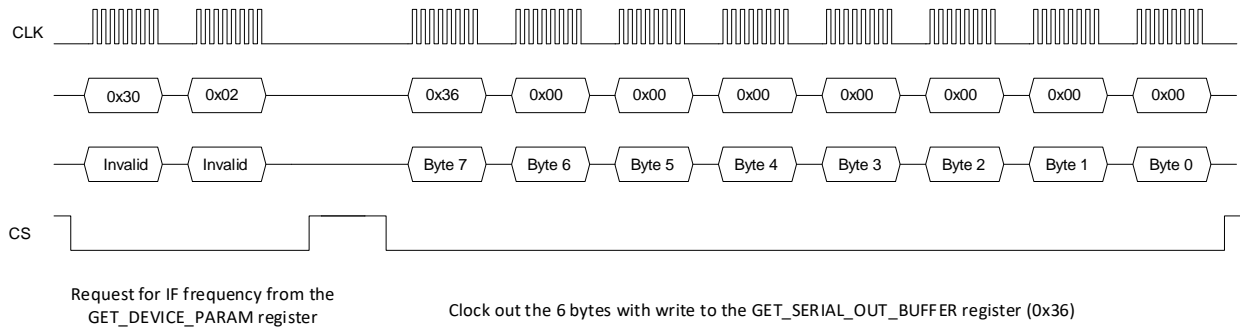 CLK
0x30 0x02 0x36 0x00 0x00 0x00 0x00 0x00 0x00 0x00
Invalid Invalid Byte 7 Byte 6 Byte 5 Byte 4 Byte 3 Byte 2 Byte 1 Byte 0
CS
Request for IF frequency from the
GET_DEVICE_PARAM register
Clock out the 6 bytes with write to the GET_SERIAL_OUT_BUFFER register (0x36)